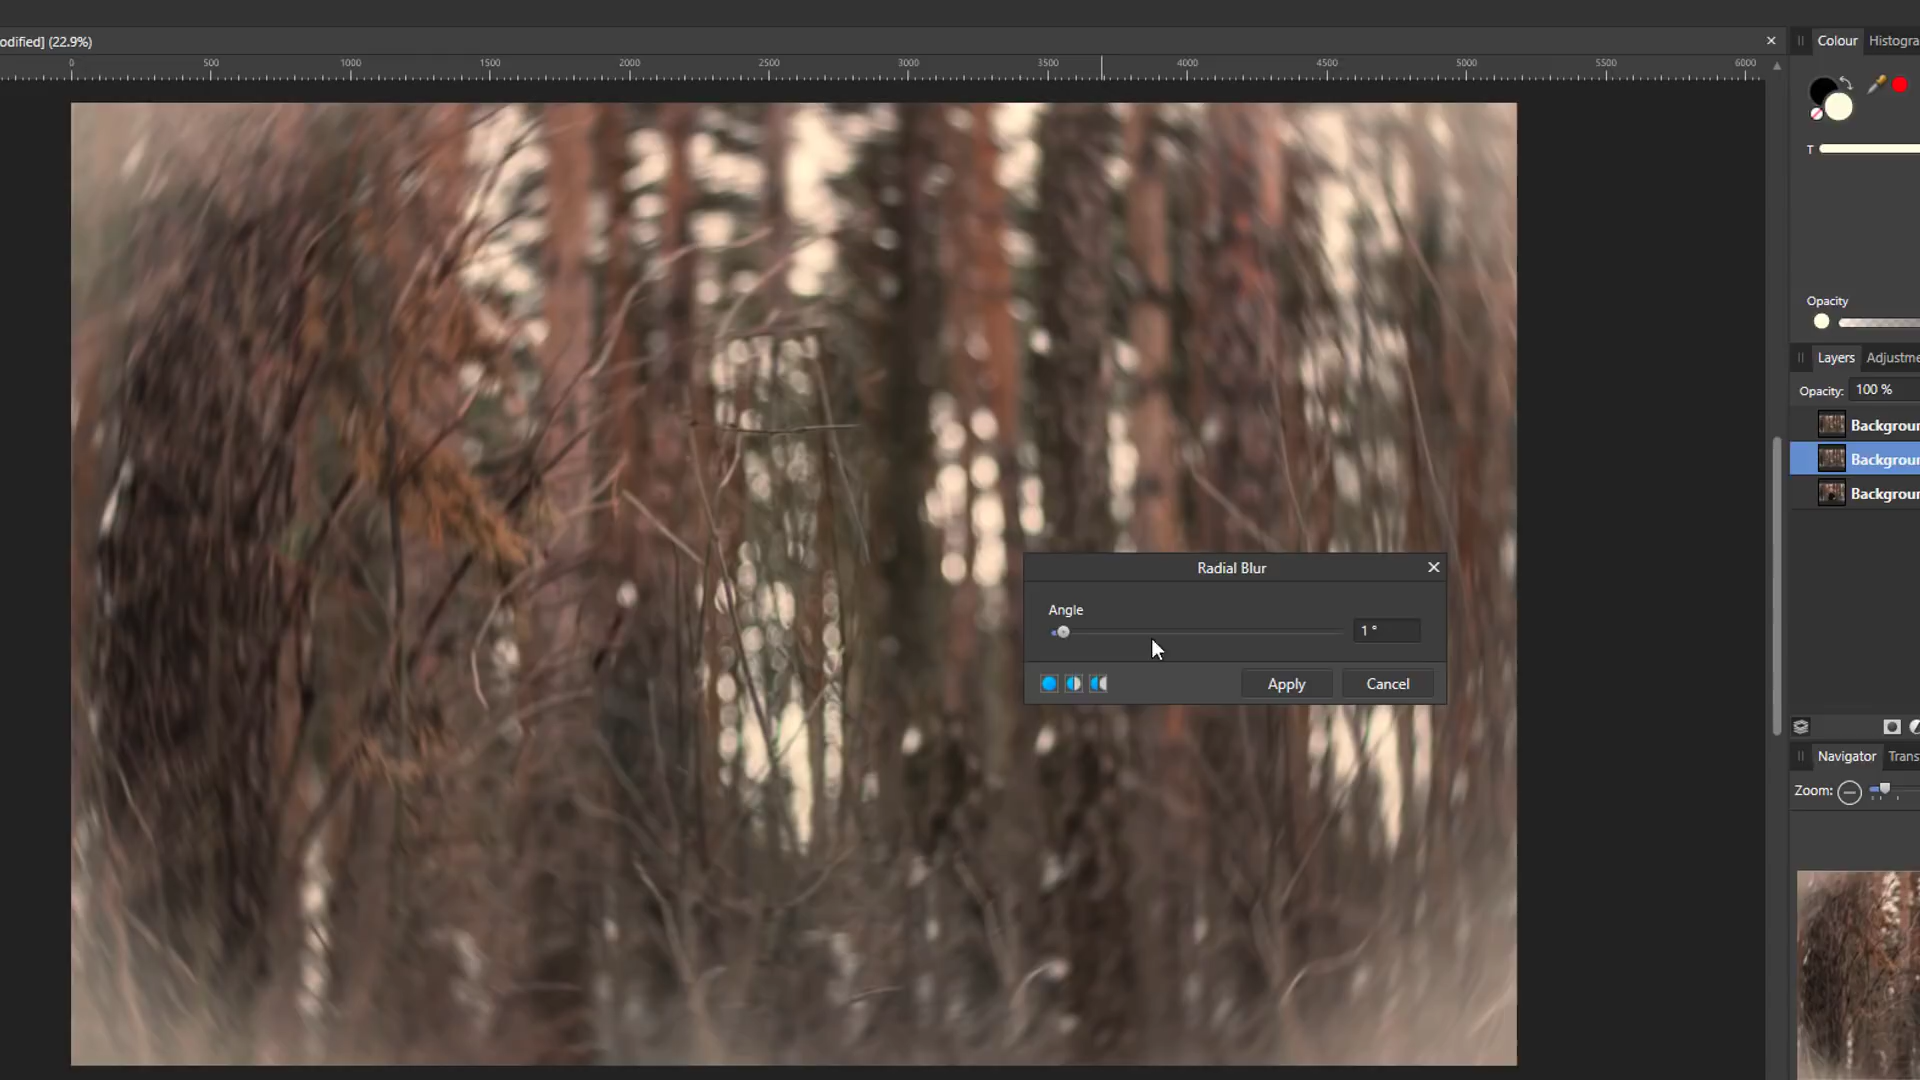 odified] (22.9%)
0 500 1000 1500 2000 2500 3000 3500 4000 4500 5000 5500 6000
Colour Histogra
T
Opacity
Layers Adjustme
Opacity: 100 %
Backgrour
Backgrour
Backgrour
Radial Blur
Angle
1 °
Apply Cancel
Navigator Trans
Zoom: